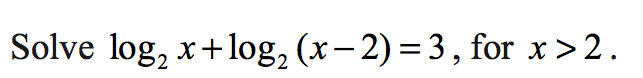 Solve log₂ x + log₂ (x − 2) = 3, for x > 2.